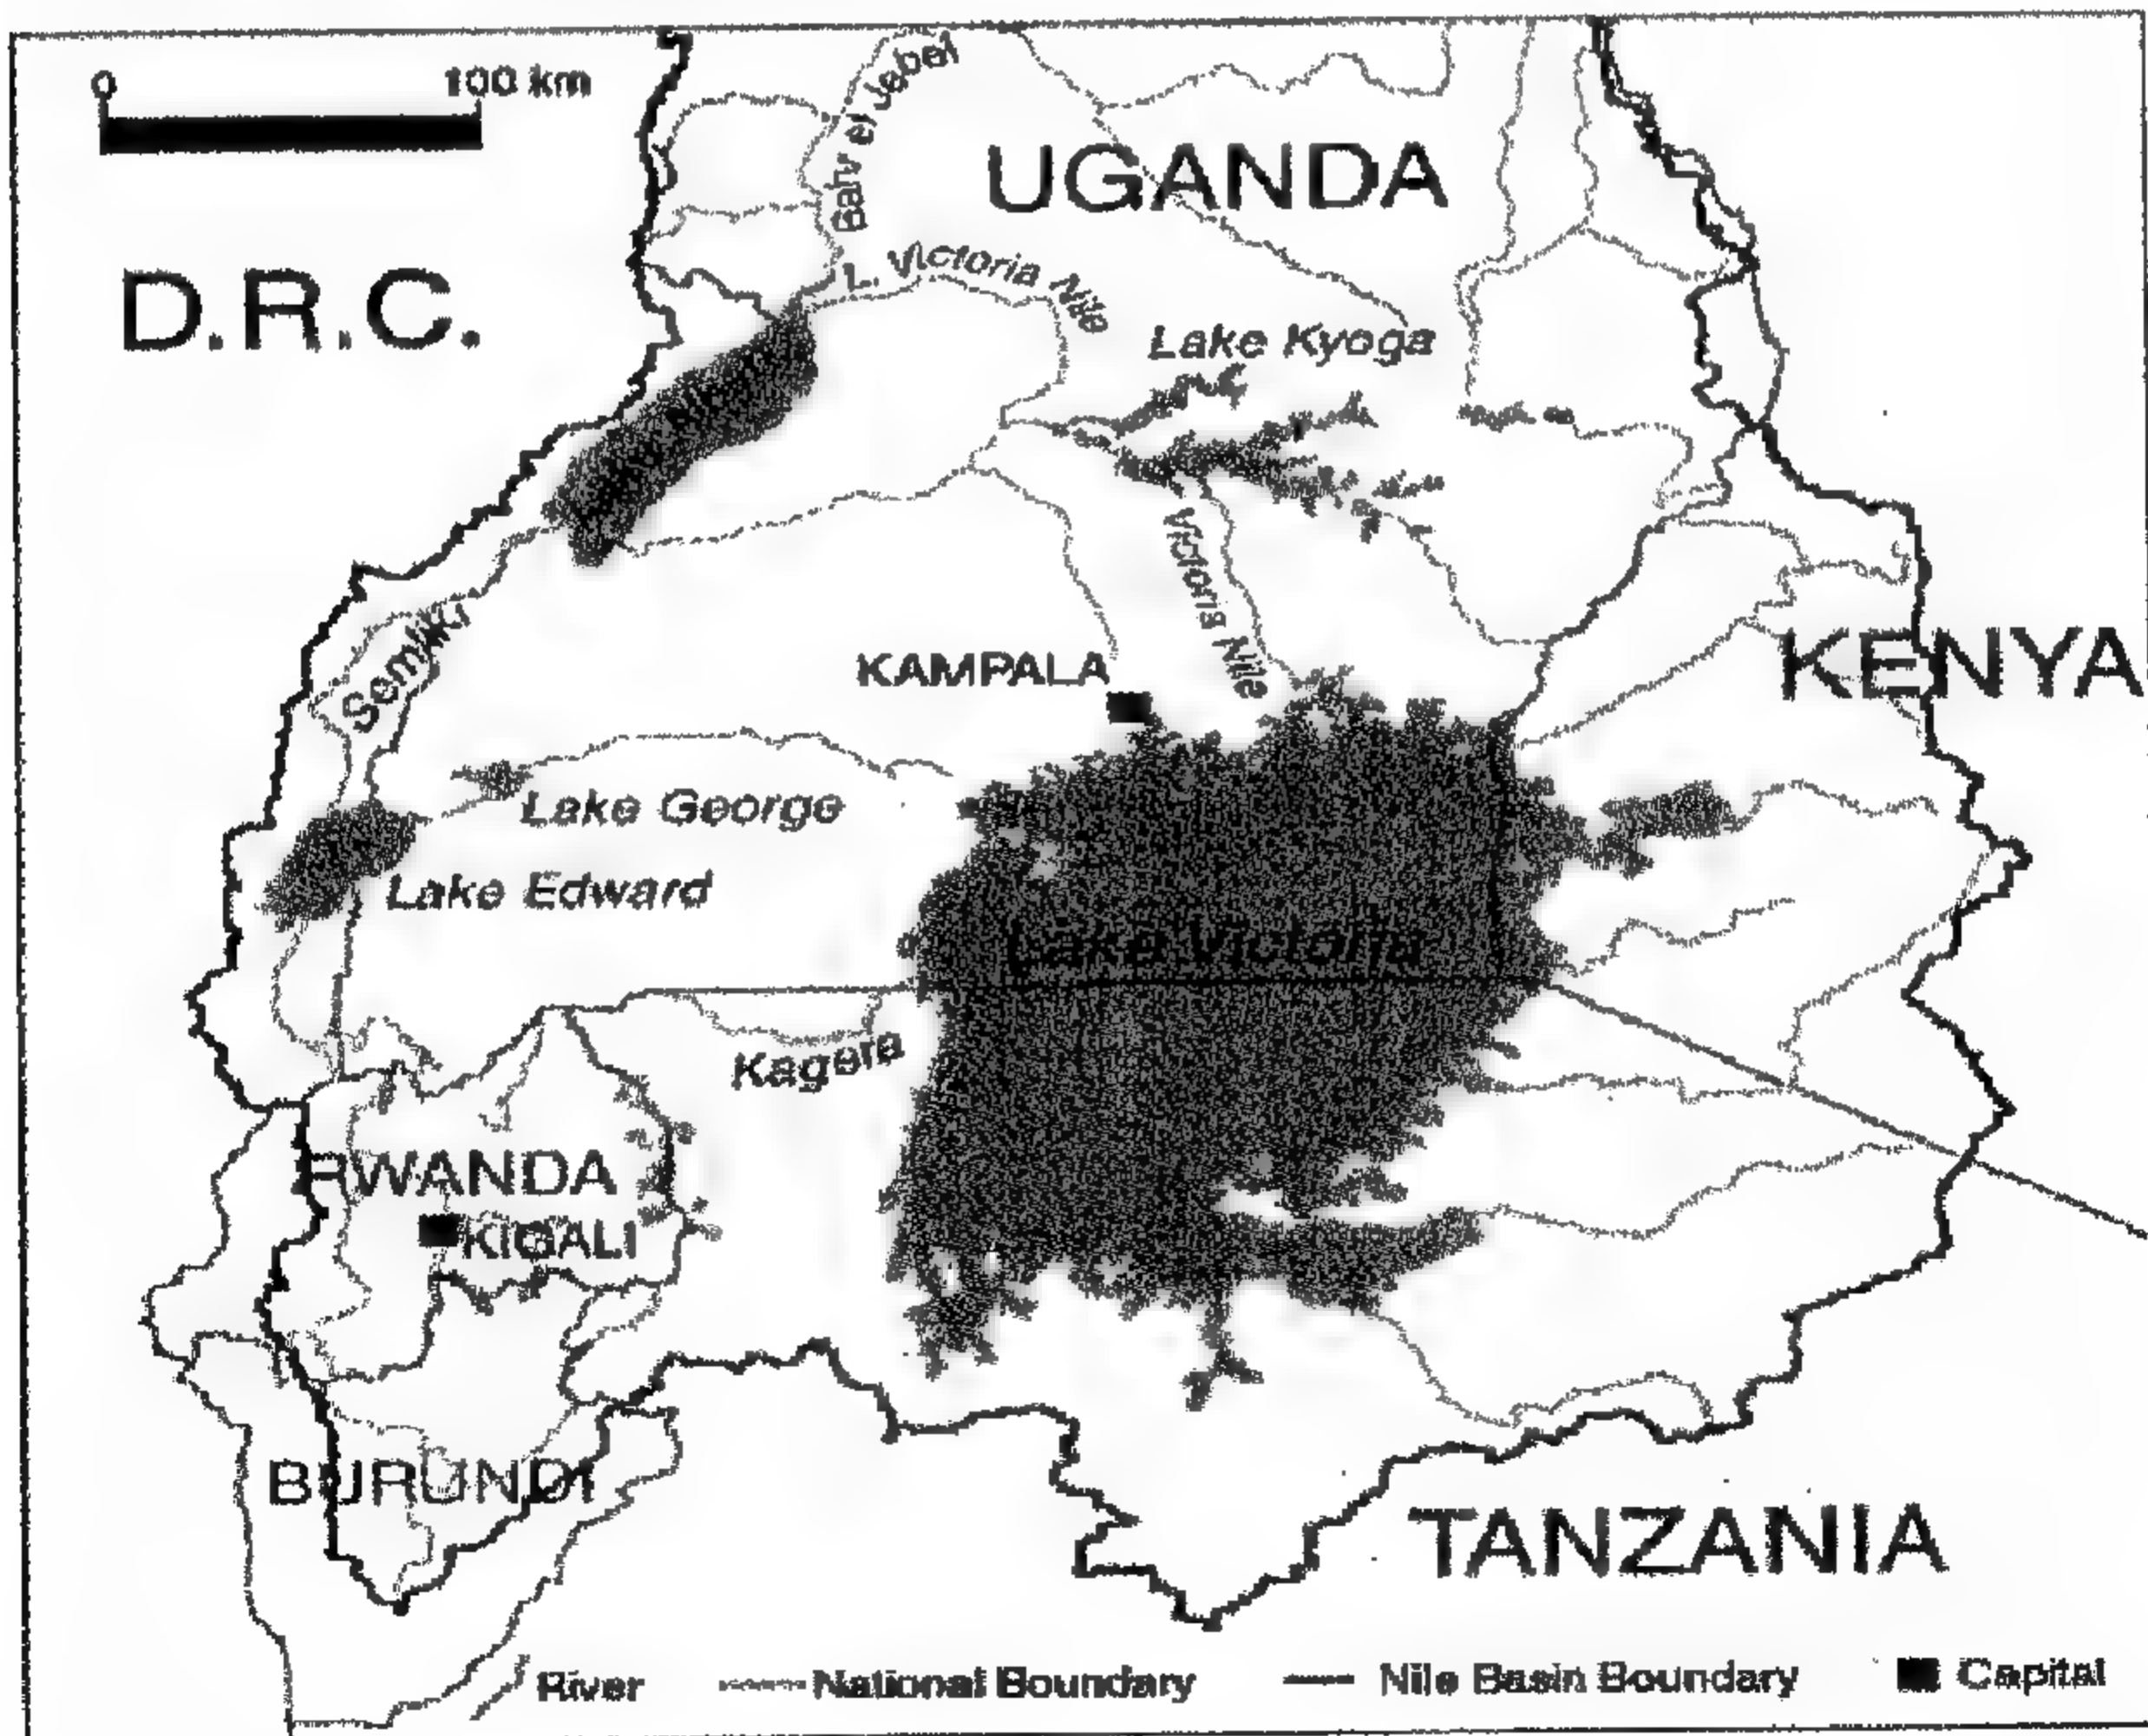 0 100 km
Bahr el Jebel
UGANDA
D.R.C.
L. Victoria Nile
Lake Kyoga
Victoria Nile
Semliki
KAMPALA
KENYA
Lake George
Lake Edward
Lake Victoria
Kagera
RWANDA
KIGALI
BURUNDI
TANZANIA
River National Boundary Nile Basin Boundary Capital